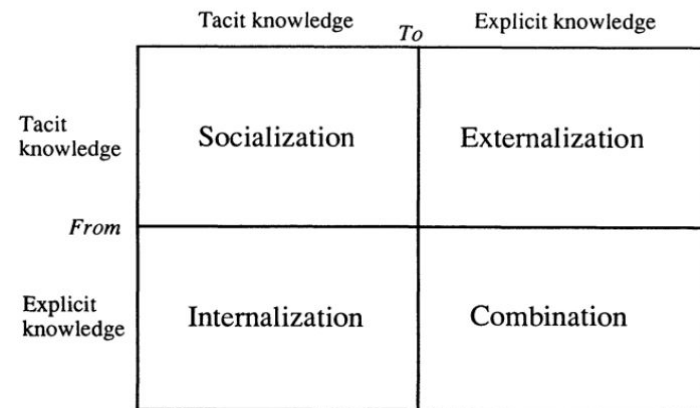 Tacit knowledge To Explicit knowledge
Tacit
knowledge
Socialization Externalization
From
Explicit
knowledge
Internalization Combination